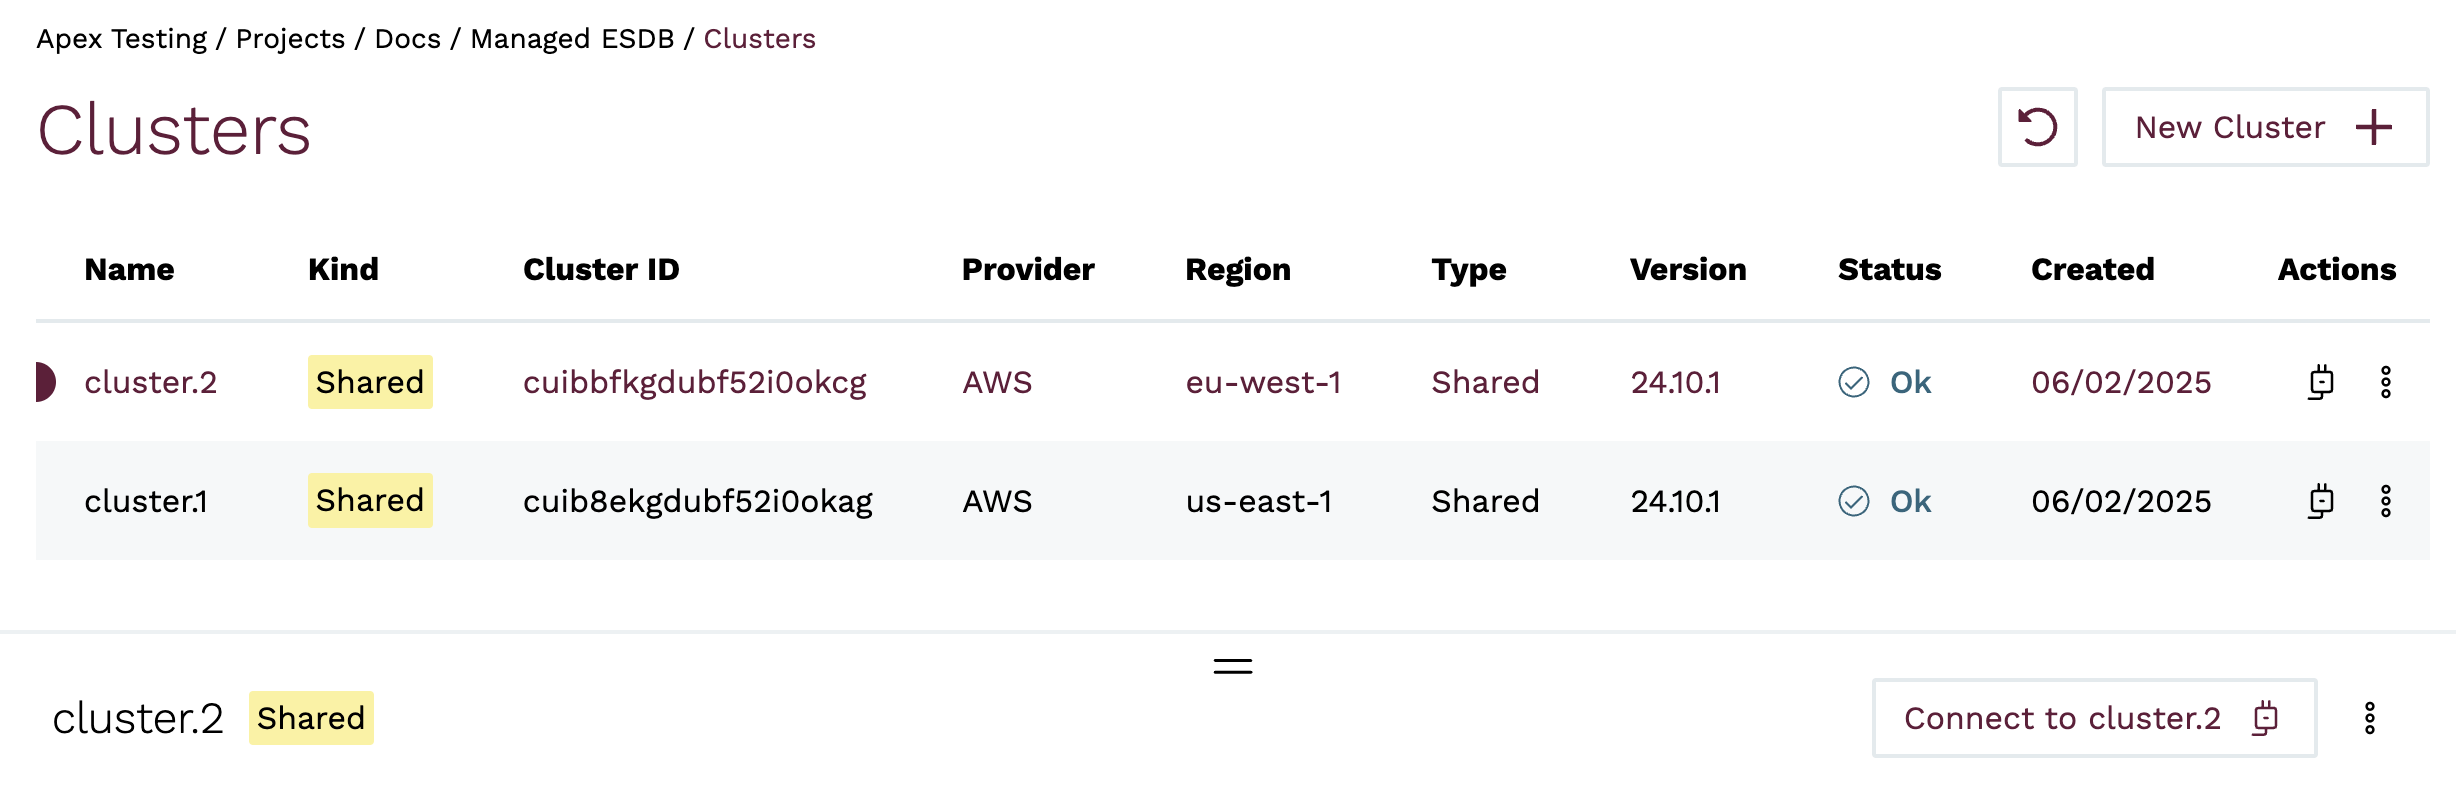 Apex Testing / Projects / Docs / Managed ESDB / Clusters
Clusters
New Cluster
Name Kind Cluster ID Provider Region Type Version Status Created Actions
cluster.2 Shared cuibbfkgdubf52i0okcg AWS eu-west-1 Shared 24.10.1 Ok 06/02/2025
cluster.1 Shared cuib8ekgdubf52i0okag AWS us-east-1 Shared 24.10.1 Ok 06/02/2025
cluster.2 Shared Connect to cluster.2